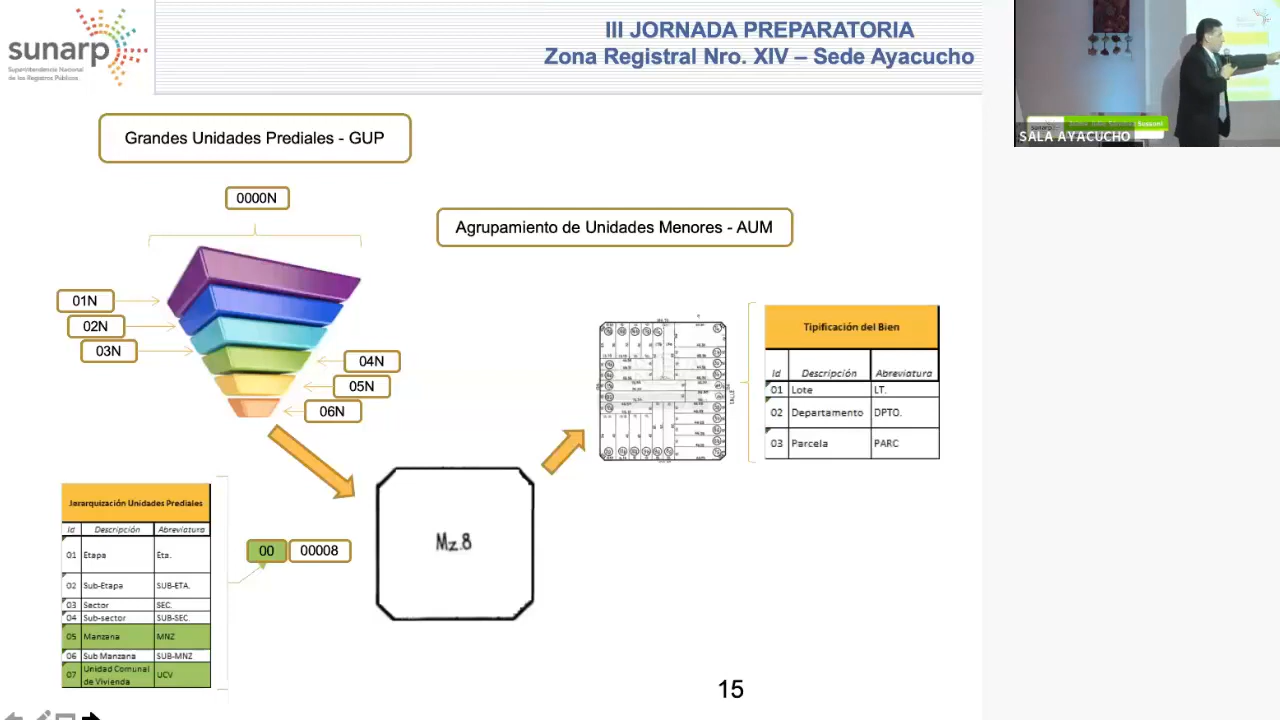 sunarp
Superintendencia Nacional
de los Registros Públicos
III JORNADA PREPARATORIA
Zona Registral Nro. XIV – Sede Ayacucho
SALA AYACUCHO
Grandes Unidades Prediales - GUP
0000N
Agrupamiento de Unidades Menores - AUM
01N
02N
03N
04N
05N
06N
Tipificación del Bien
Id Descripción Abreviatura
01 Lote LT.
02 Departamento DPTO.
03 Parcela PARC
Jerarquización Unidades Prediales
Id Descripción Abreviatura
01 Etapa Eta.
02 Sub-Etapa SUB-ETA.
03 Sector SEC.
04 Sub-sector SUB-SEC.
05 Manzana MNZ
06 Sub Manzana SUB-MNZ
07 Unidad Comunal de Vivienda UCV
00 00008
Mz.8
CALLE
15